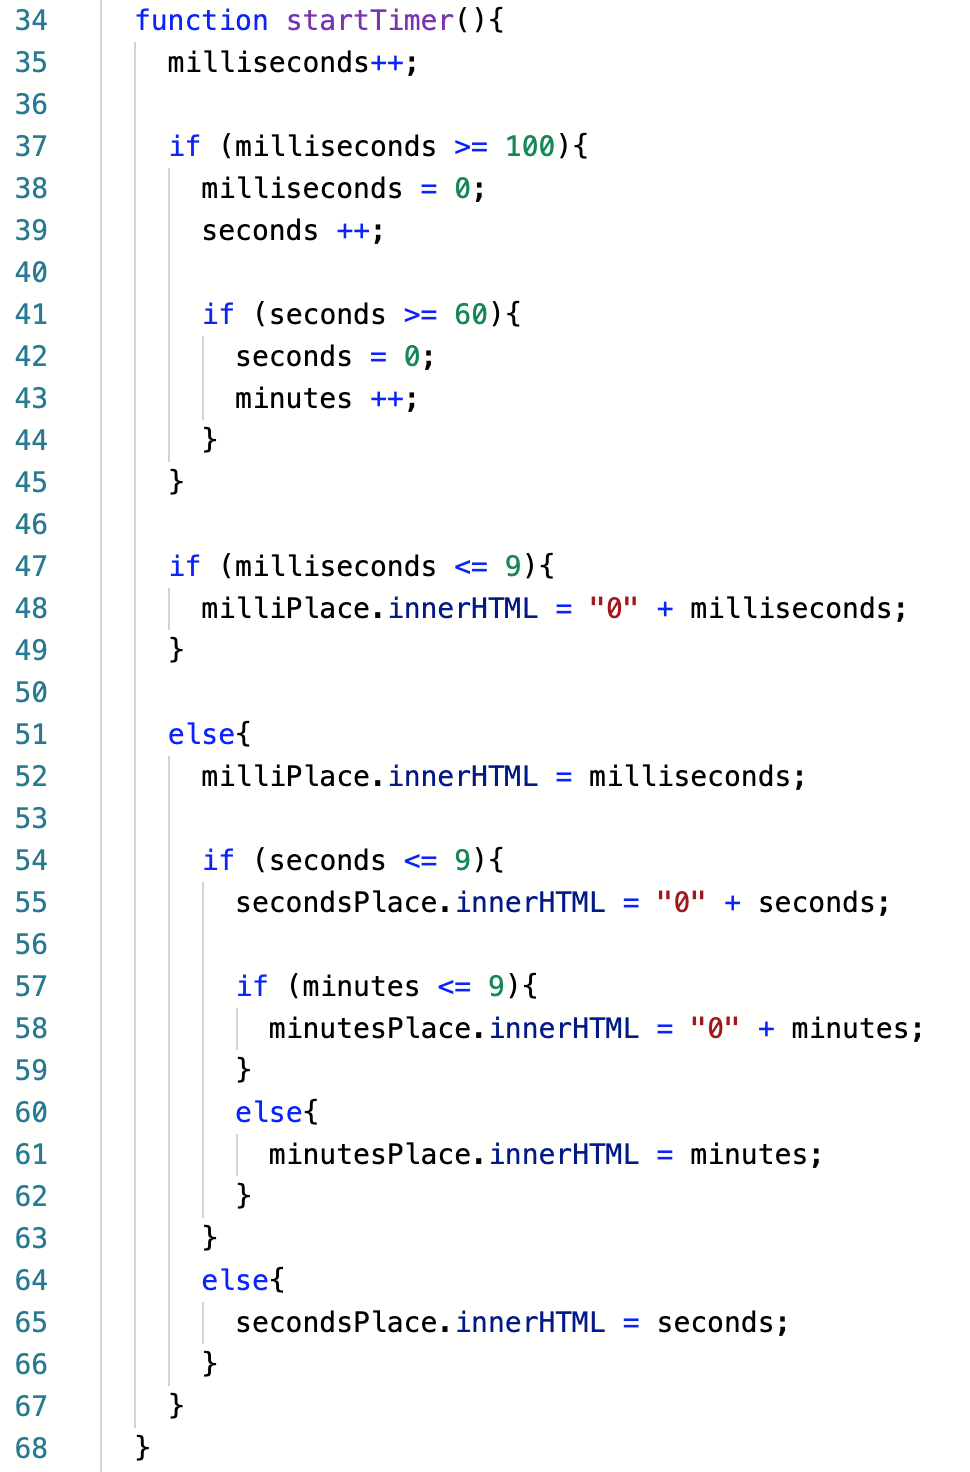 34 function startTimer(){
35 milliseconds++;
36
37 if (milliseconds >= 100){
38 milliseconds = 0;
39 seconds ++;
40
41 if (seconds >= 60){
42 seconds = 0;
43 minutes ++;
44 }
45 }
46
47 if (milliseconds <= 9){
48 milliPlace.innerHTML = "0" + milliseconds;
49 }
50
51 else{
52 milliPlace.innerHTML = milliseconds;
53
54 if (seconds <= 9){
55 secondsPlace.innerHTML = "0" + seconds;
56
57 if (minutes <= 9){
58 minutesPlace.innerHTML = "0" + minutes;
59 }
60 else{
61 minutesPlace.innerHTML = minutes;
62 }
63 }
64 else{
65 secondsPlace.innerHTML = seconds;
66 }
67 }
68 }